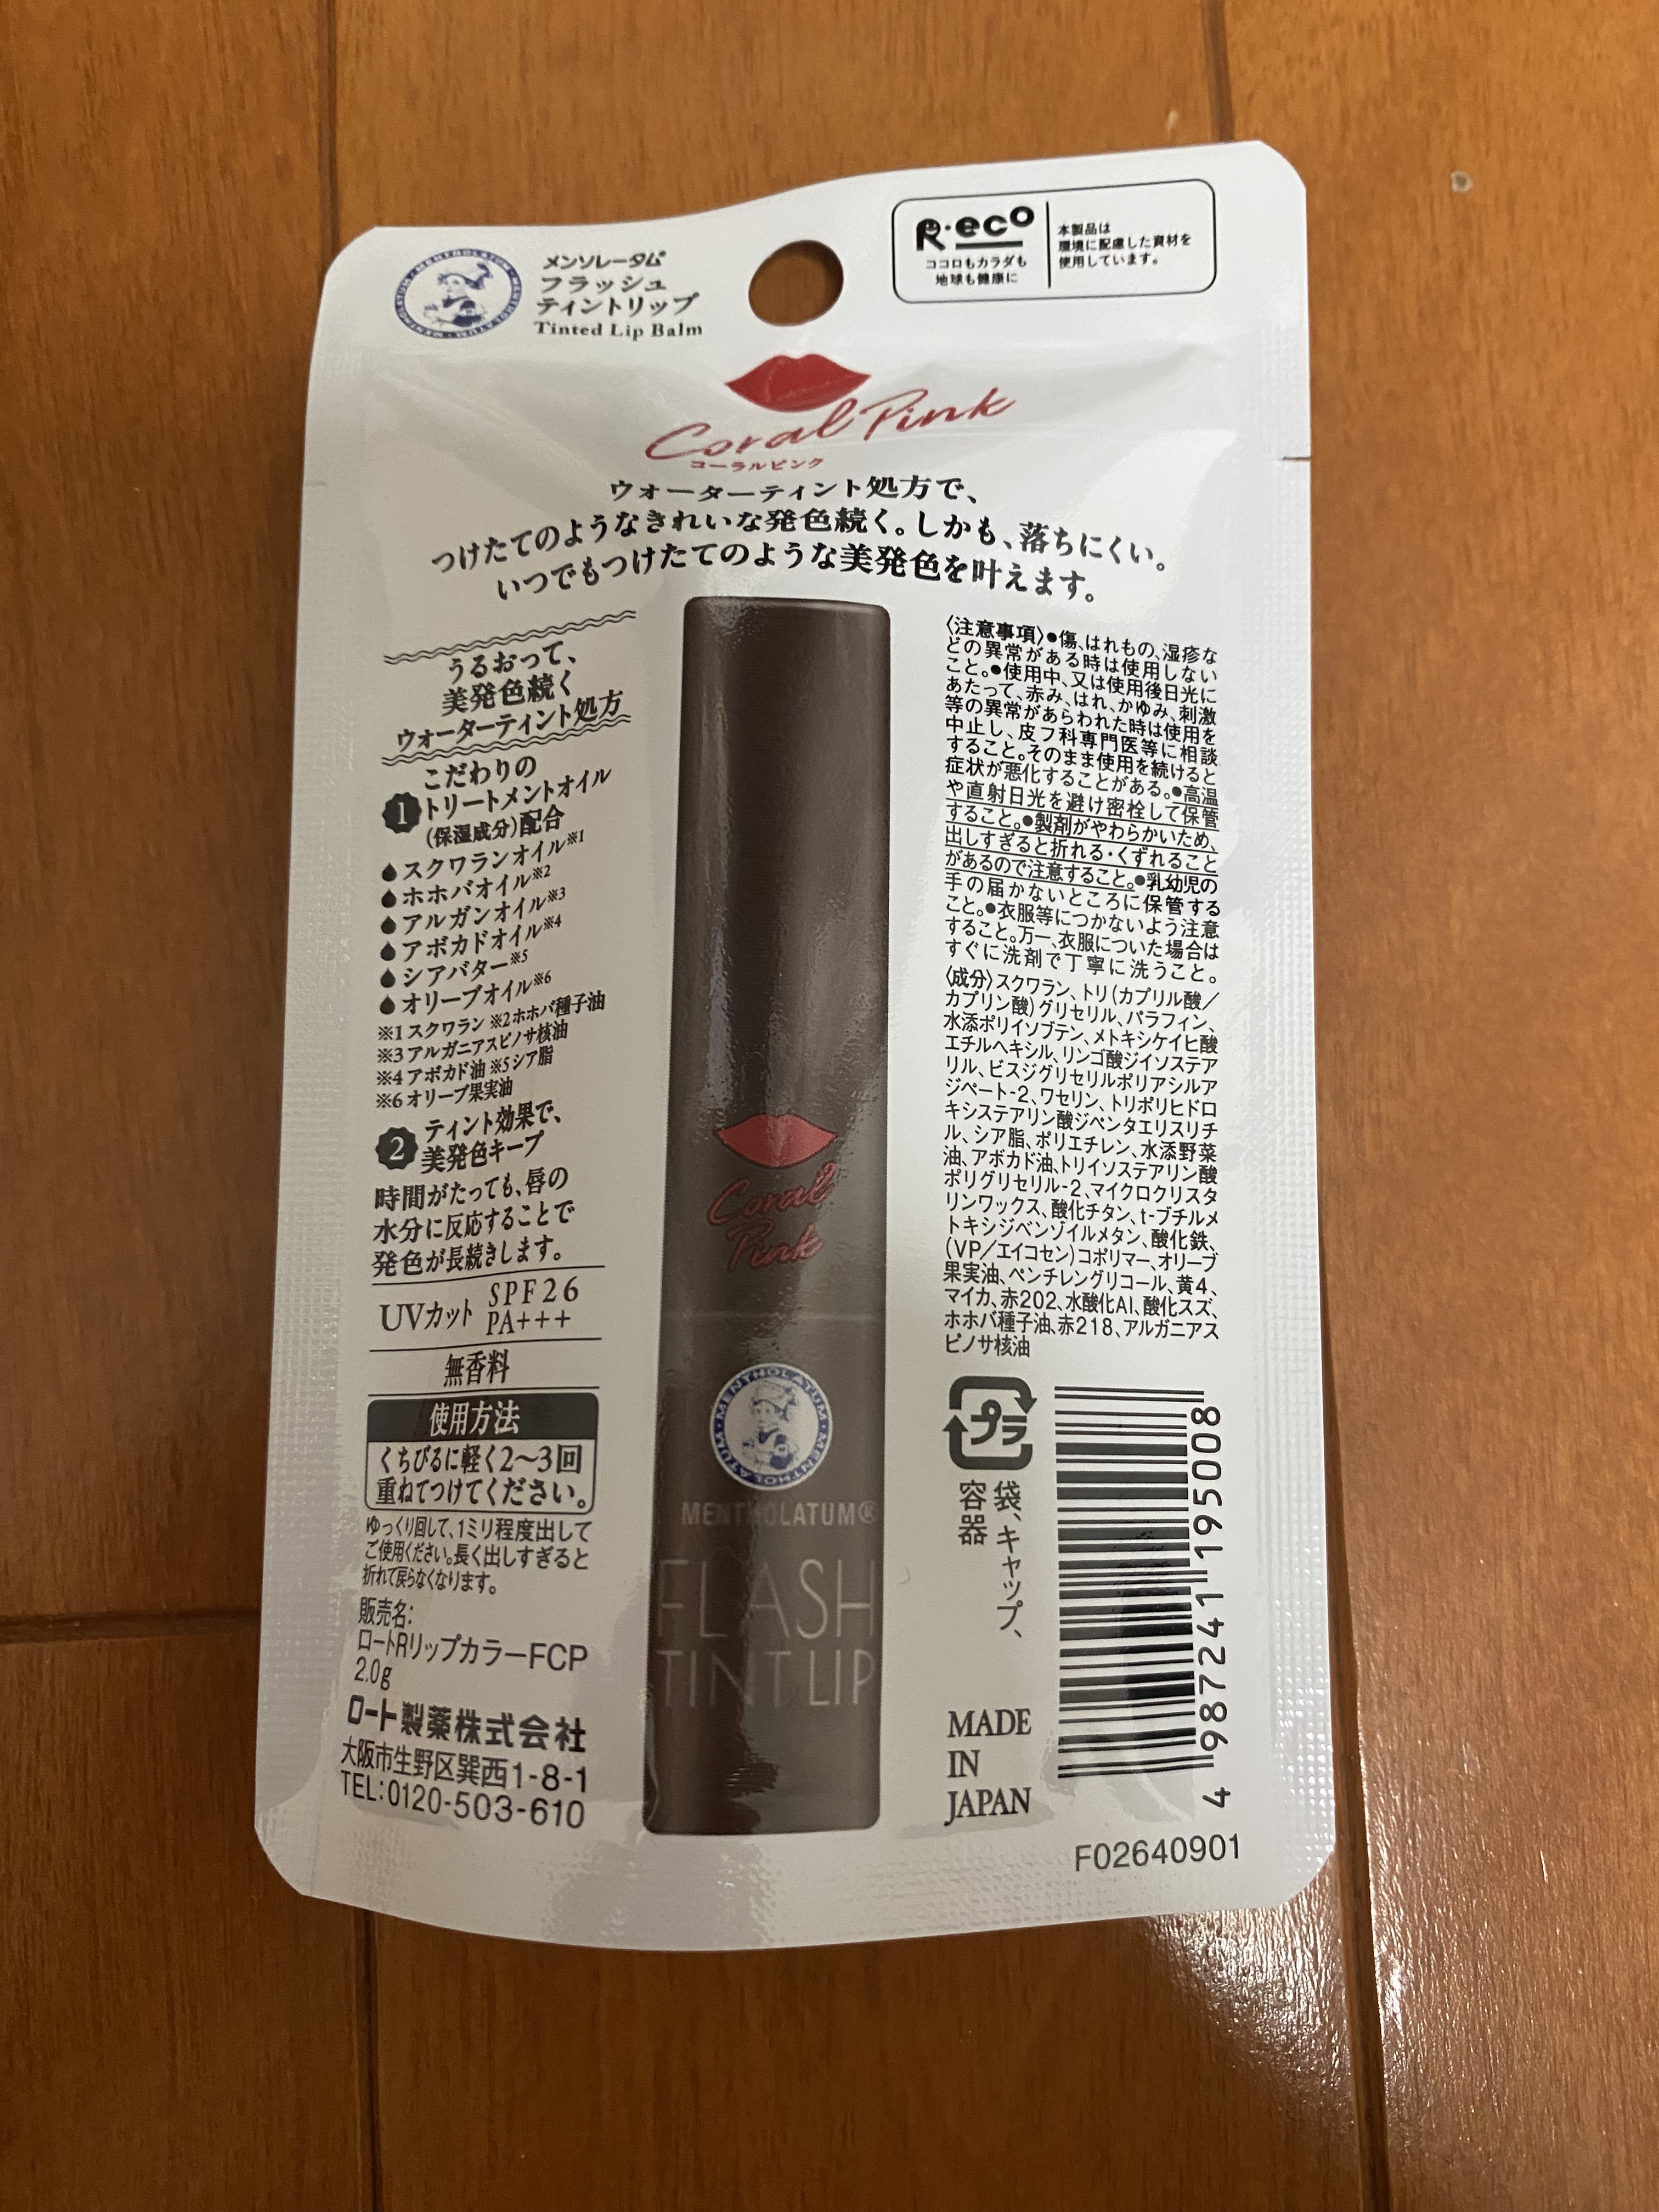 MENTHOLATUM
メンソレータム®
フラッシュ
ティントリップ
Tinted Lip Balm
R・eco
ココロもカラダも
地球も健康に
本製品は
環境に配慮した資材を
使用しています。
Coral Pink
コーラルピンク
ウォーターティント処方で、
つけたてのようなきれいな発色続く。しかも、落ちにくい。
いつでもつけたてのような美発色を叶えます。
うるおって、
美発色続く
ウォーターティント処方
こだわりの
1 トリートメントオイル
(保湿成分)配合
スクワランオイル※1
ホホバオイル※2
アルガンオイル※3
アボカドオイル※4
シアバター※5
オリーブオイル※6
※1 スクワラン ※2 ホホバ種子油
※3 アルガニアスピノサ核油
※4 アボカド油 ※5 シア脂
※6 オリーブ果実油
2 ティント効果で、
美発色キープ
時間がたっても、唇の
水分に反応することで
発色が長続きします。
UVカット SPF26
PA+++
無香料
使用方法
くちびるに軽く2〜3回
重ねてつけてください。
ゆっくり回して、1ミリ程度出して
ご使用ください。長く出しすぎると
折れて戻らなくなります。
販売名:
ロートRリップカラーFCP
2.0g
ロート製薬株式会社
大阪市生野区巽西1-8-1
TEL:0120-503-610
Coral
Pink
MENTHOLATUM
MENTHOLATUM®
FLASH
TINT LIP
〈注意事項〉●傷、はれもの、湿疹な
どの異常がある時は使用しない
こと。●使用中、又は使用後日光に
あたって、赤み、はれ、かゆみ、刺激
等の異常があらわれた時は使用を
中止し、皮フ科専門医等に相談
すること。そのまま使用を続けると
症状が悪化することがある。●高温
や直射日光を避け密栓して保管
すること。●製剤がやわらかいため、
出しすぎると折れる・くずれること
があるので注意すること。●乳幼児の
手の届かないところに保管する
こと。●衣服等につかないよう注意
すること。万一、衣服についた場合は
すぐに洗剤で丁寧に洗うこと。
〈成分〉スクワラン、トリ(カプリル酸／
カプリン酸)グリセリル、パラフィン、
水添ポリイソブテン、メトキシケイヒ酸
エチルヘキシル、リンゴ酸ジイソステア
リル、ビスジグリセリルポリアシルア
ジペート-2、ワセリン、トリポリヒドロ
キシステアリン酸ジペンタエリスリチ
ル、シア脂、ポリエチレン、水添野菜
油、アボカド油、トリイソステアリン酸
ポリグリセリル-2、マイクロクリスタ
リンワックス、酸化チタン、t-ブチルメ
トキシジベンゾイルメタン、酸化鉄、
(VP／エイコセン)コポリマー、オリーブ
果実油、ペンチレングリコール、黄4、
マイカ、赤202、水酸化Al、酸化スズ、
ホホバ種子油、赤218、アルガニアス
ピノサ核油
プラ
袋、キャップ、
容器
MADE
IN
JAPAN
4 987241 195008
F02640901